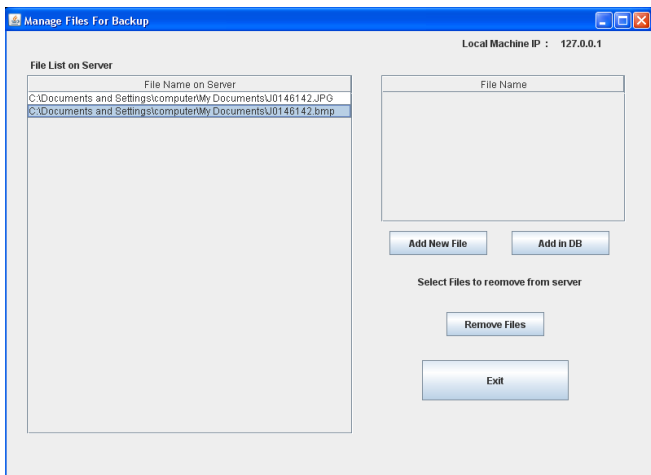 Manage Files For Backup
Local Machine IP : 127.0.0.1
File List on Server
File Name on Server
C:\Documents and Settings\computer\My Documents\J0146142.JPG
C:\Documents and Settings\computer\My Documents\J0146142.bmp
File Name
Add New File
Add in DB
Select Files to reomove from server
Remove Files
Exit